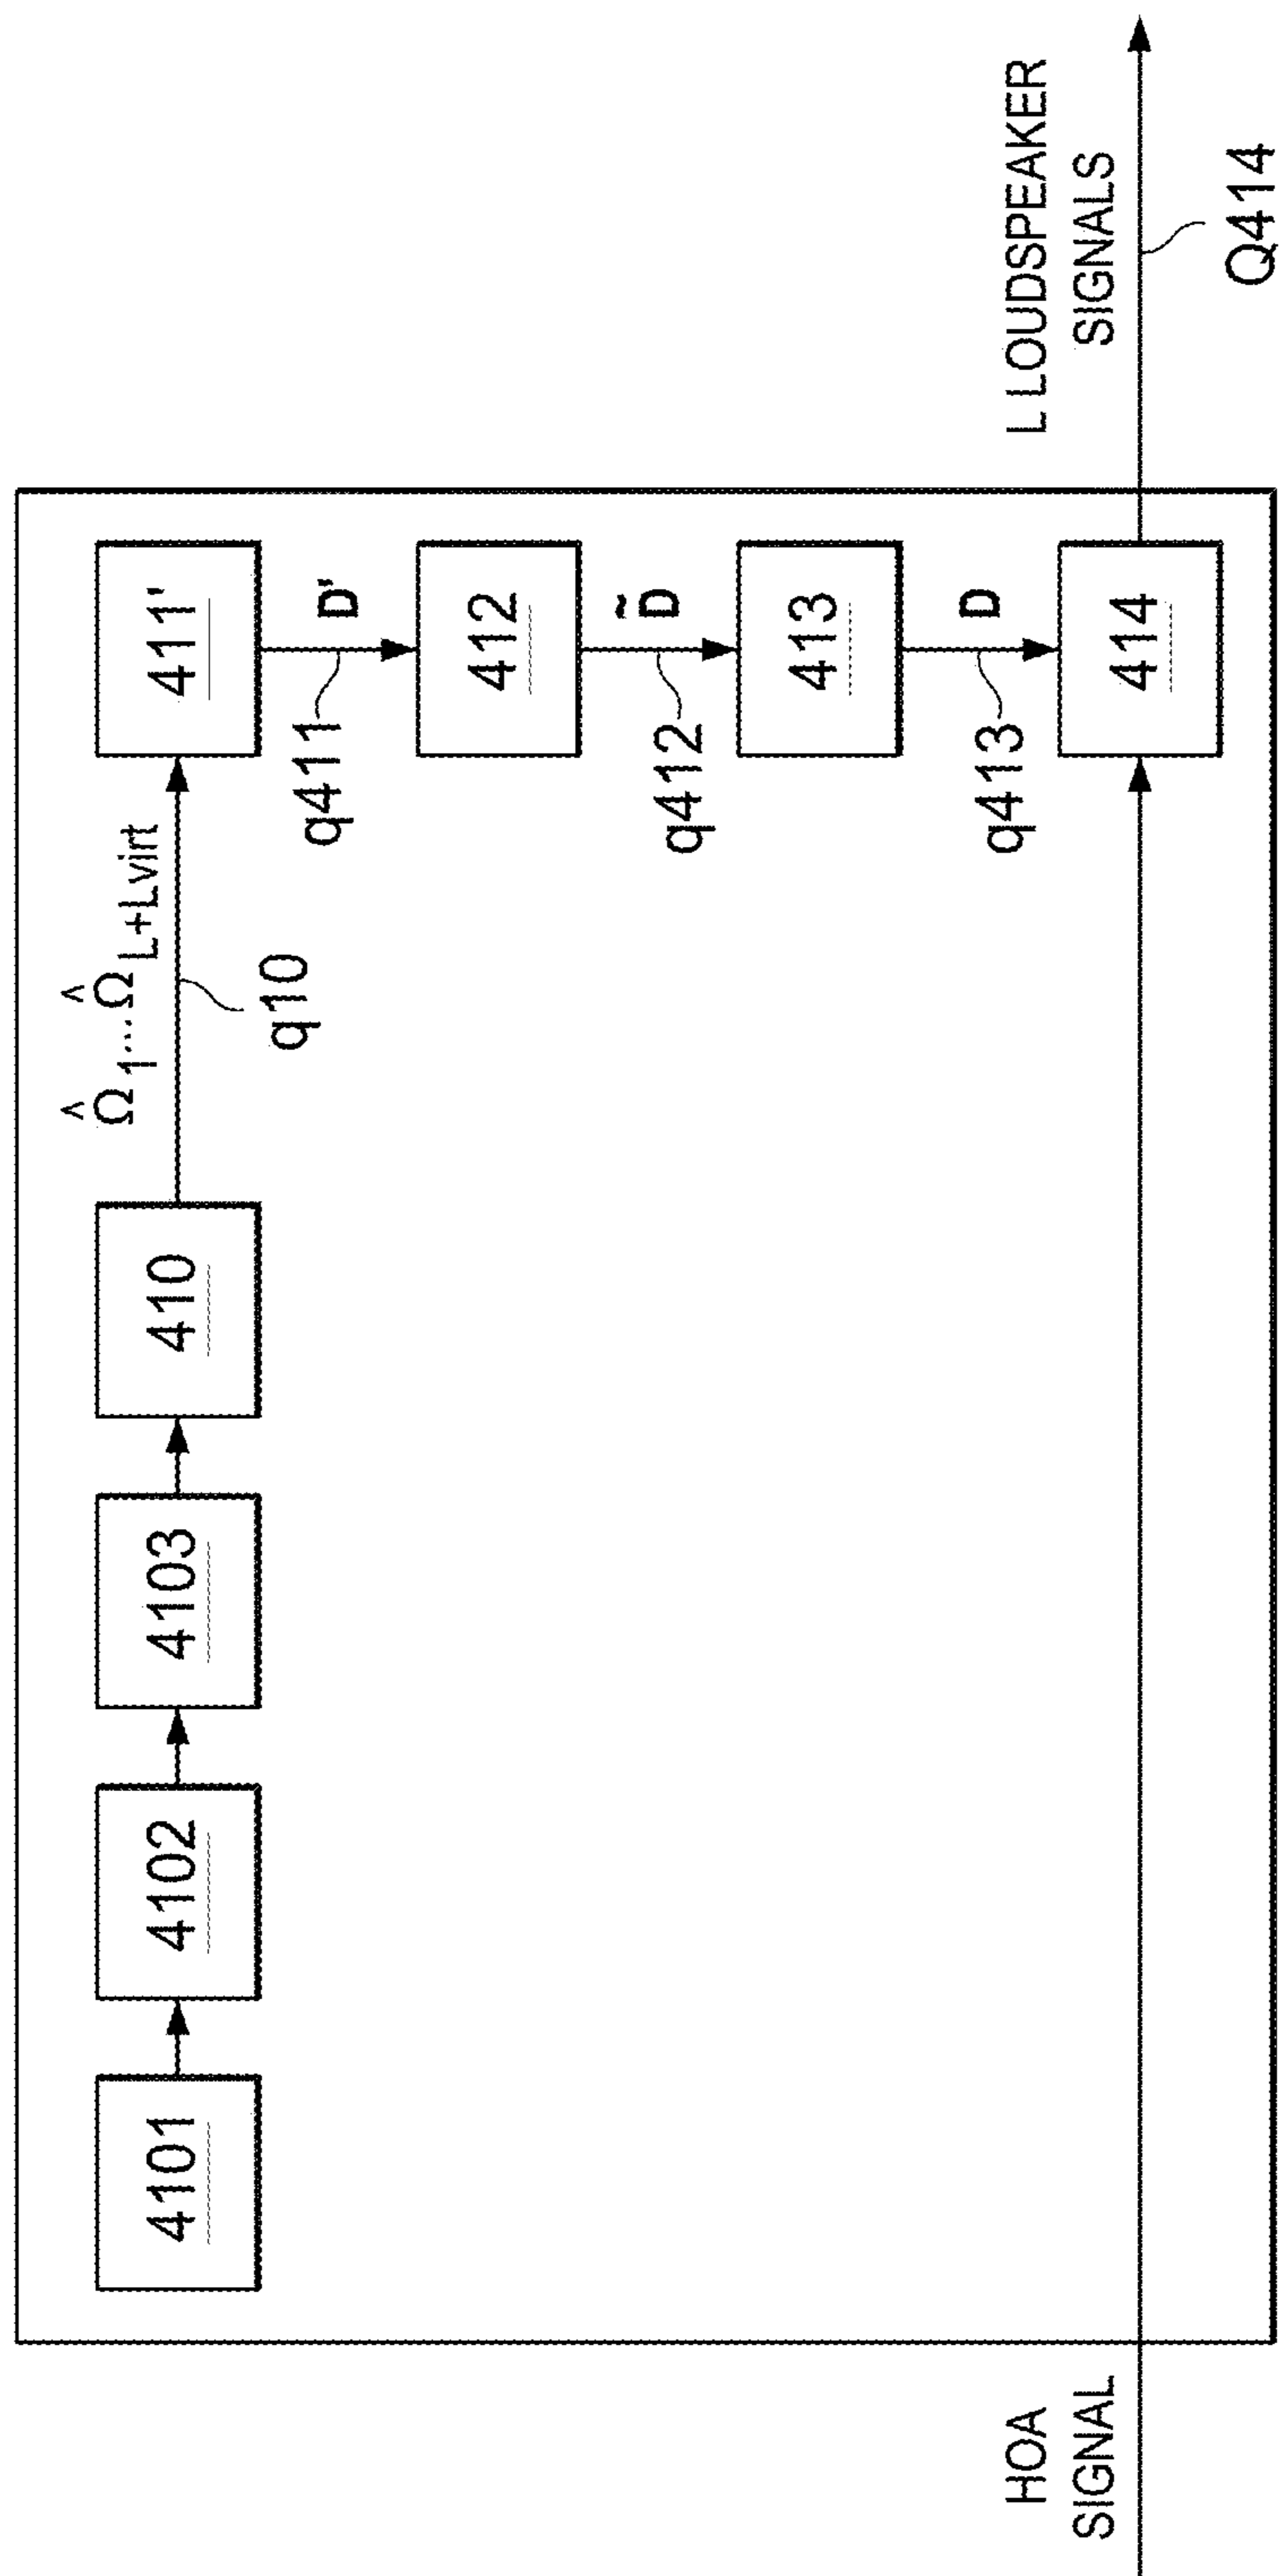 4101
4102
4103
410
Ω̂1...Ω̂L+Lvirt
q10
411'
q411
D'
412
q412
D̃
413
q413
D
414
HOA
SIGNAL
L LOUDSPEAKER
SIGNALS
Q414